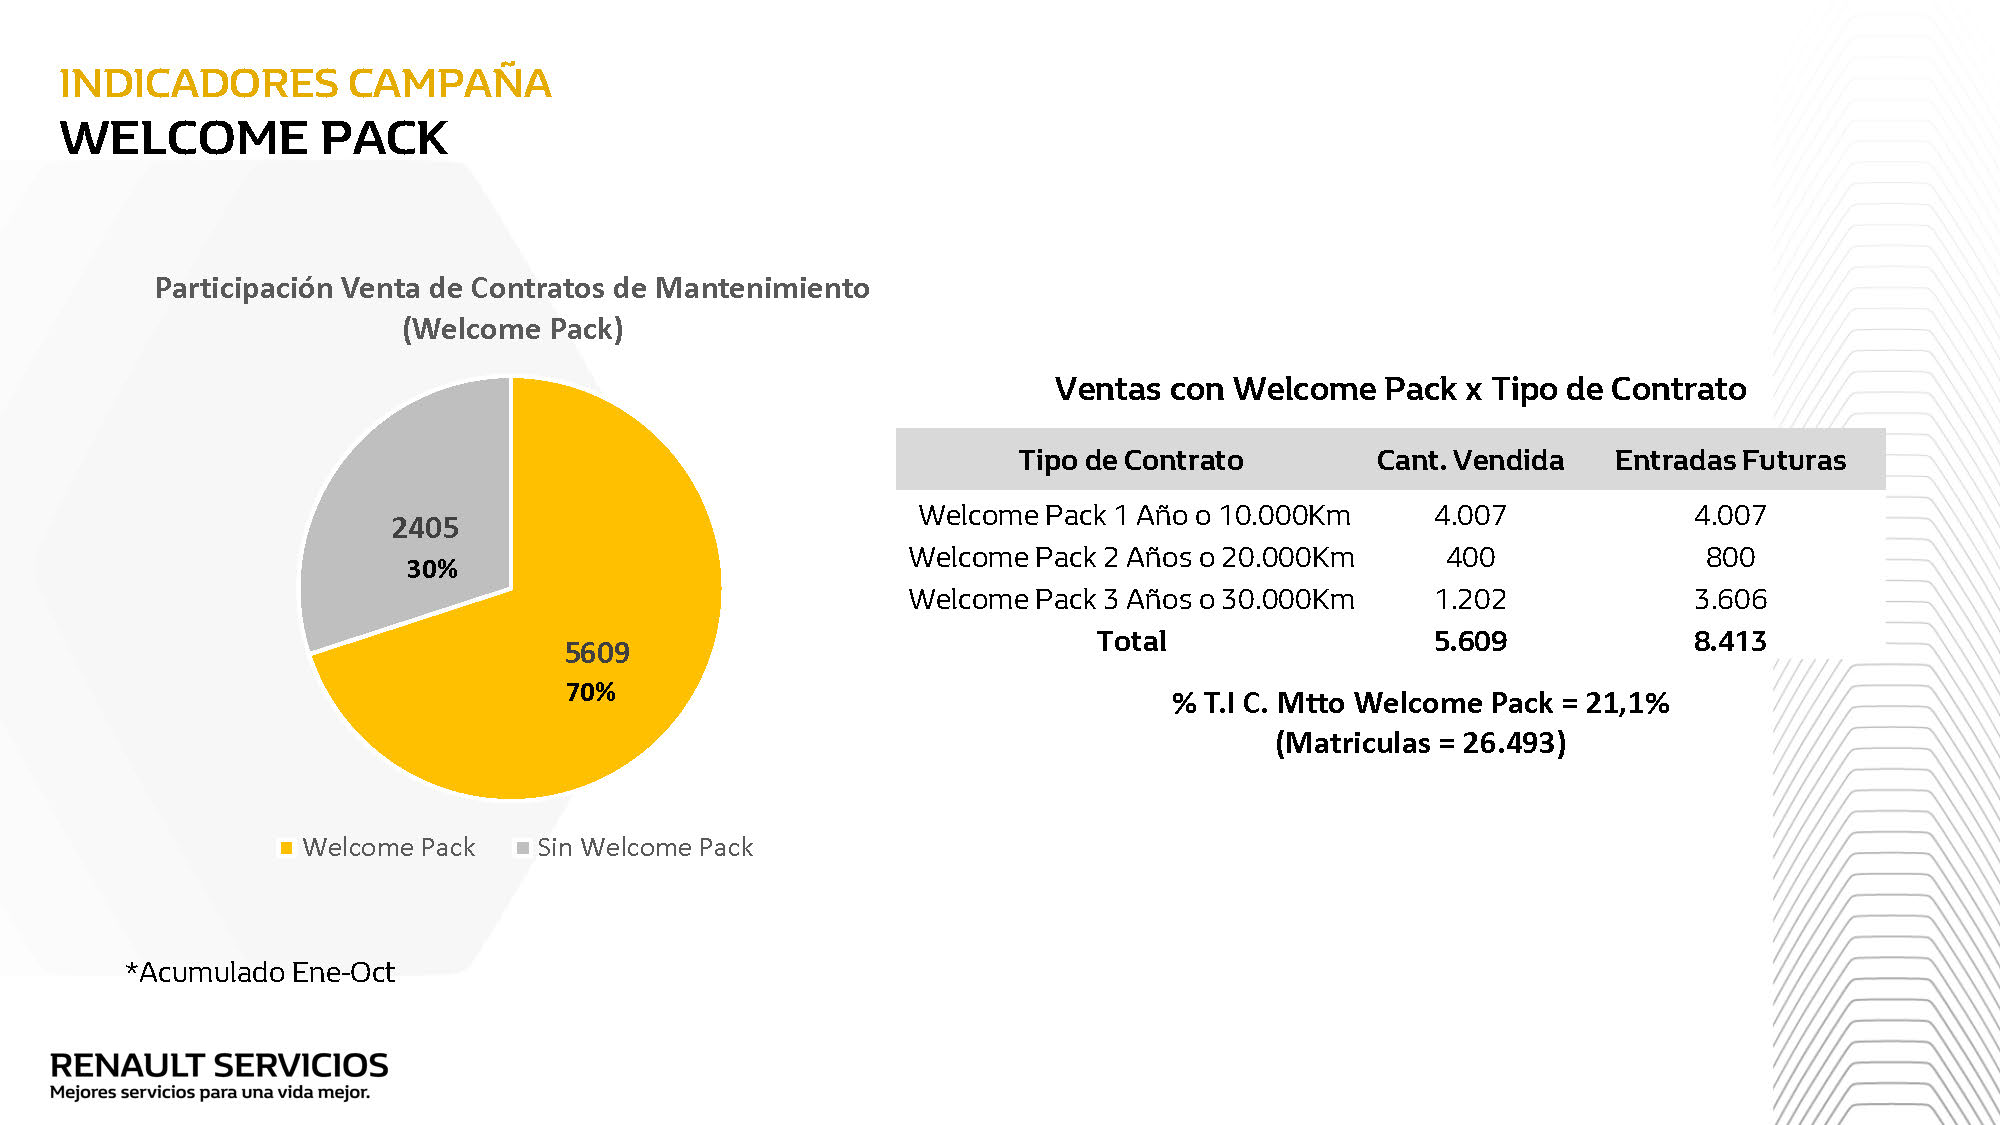 INDICADORES CAMPAÑA
WELCOME PACK
Participación Venta de Contratos de Mantenimiento
(Welcome Pack)
2405
30%
5609
70%
Welcome Pack
Sin Welcome Pack
Ventas con Welcome Pack x Tipo de Contrato
Tipo de Contrato Cant. Vendida Entradas Futuras
Welcome Pack 1 Año o 10.000Km 4.007 4.007
Welcome Pack 2 Años o 20.000Km 400 800
Welcome Pack 3 Años o 30.000Km 1.202 3.606
Total 5.609 8.413
% T.I C. Mtto Welcome Pack = 21,1%
(Matriculas = 26.493)
*Acumulado Ene-Oct
RENAULT SERVICIOS
Mejores servicios para una vida mejor.